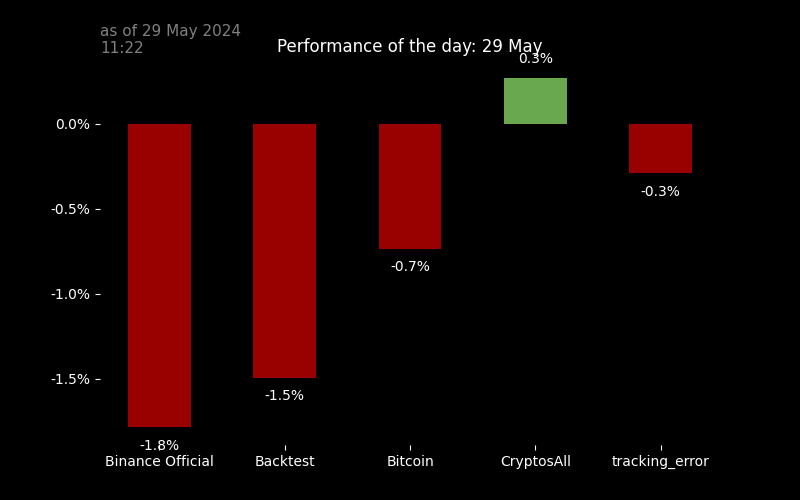 as of 29 May 2024
11:22
Performance of the day: 29 May
0.3%
0.0%
-0.3%
-0.5%
-0.7%
-1.0%
-1.5%
-1.5%
-1.8%
Binance Official
Backtest
Bitcoin
CryptosAll
tracking_error